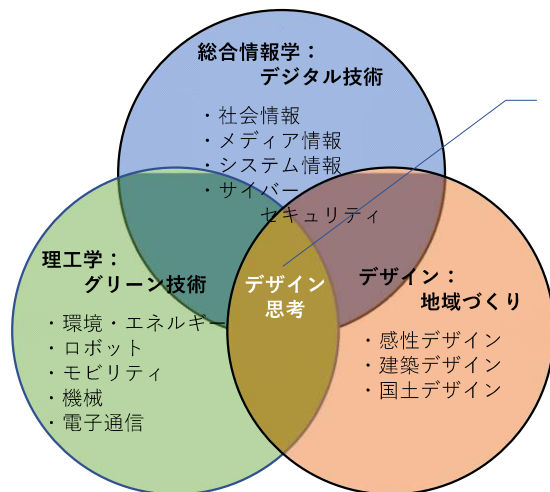 総合情報学：
デジタル技術
・社会情報
・メディア情報
・システム情報
・サイバー
セキュリティ
理工学：
グリーン技術
・環境・エネルギー
・ロボット
・モビリティ
・機械
・電子通信
デザイン
思考
デザイン：
地域づくり
・感性デザイン
・建築デザイン
・国土デザイン